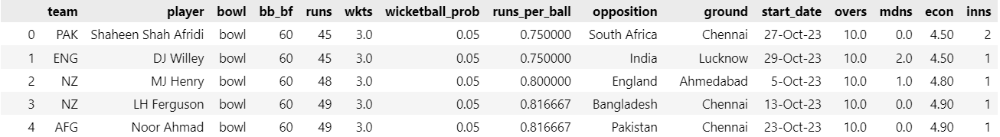 team player bowl bb_bf runs wkts wicketball_prob runs_per_ball opposition ground start_date overs mdns econ inns
0 PAK Shaheen Shah Afridi bowl 60 45 3.0 0.05 0.750000 South Africa Chennai 27-Oct-23 10.0 0.0 4.50 2
1 ENG DJ Willey bowl 60 45 3.0 0.05 0.750000 India Lucknow 29-Oct-23 10.0 2.0 4.50 1
2 NZ MJ Henry bowl 60 48 3.0 0.05 0.800000 England Ahmedabad 5-Oct-23 10.0 1.0 4.80 1
3 NZ LH Ferguson bowl 60 49 3.0 0.05 0.816667 Bangladesh Chennai 13-Oct-23 10.0 0.0 4.90 1
4 AFG Noor Ahmad bowl 60 49 3.0 0.05 0.816667 Pakistan Chennai 23-Oct-23 10.0 0.0 4.90 1